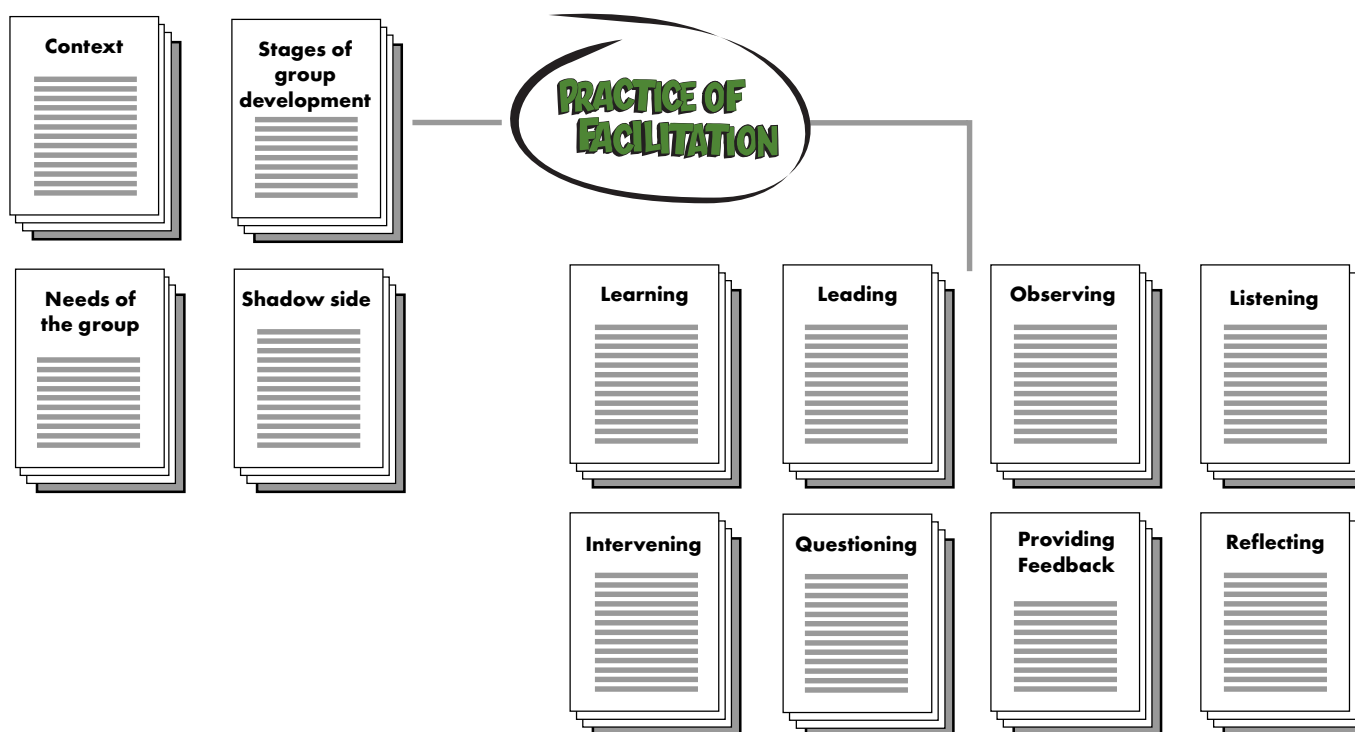 Context
Stages of
group
development
PRACTICE OF
FACILITATION
Needs of
the group
Shadow side
Learning
Leading
Observing
Listening
Intervening
Questioning
Providing
Feedback
Reflecting